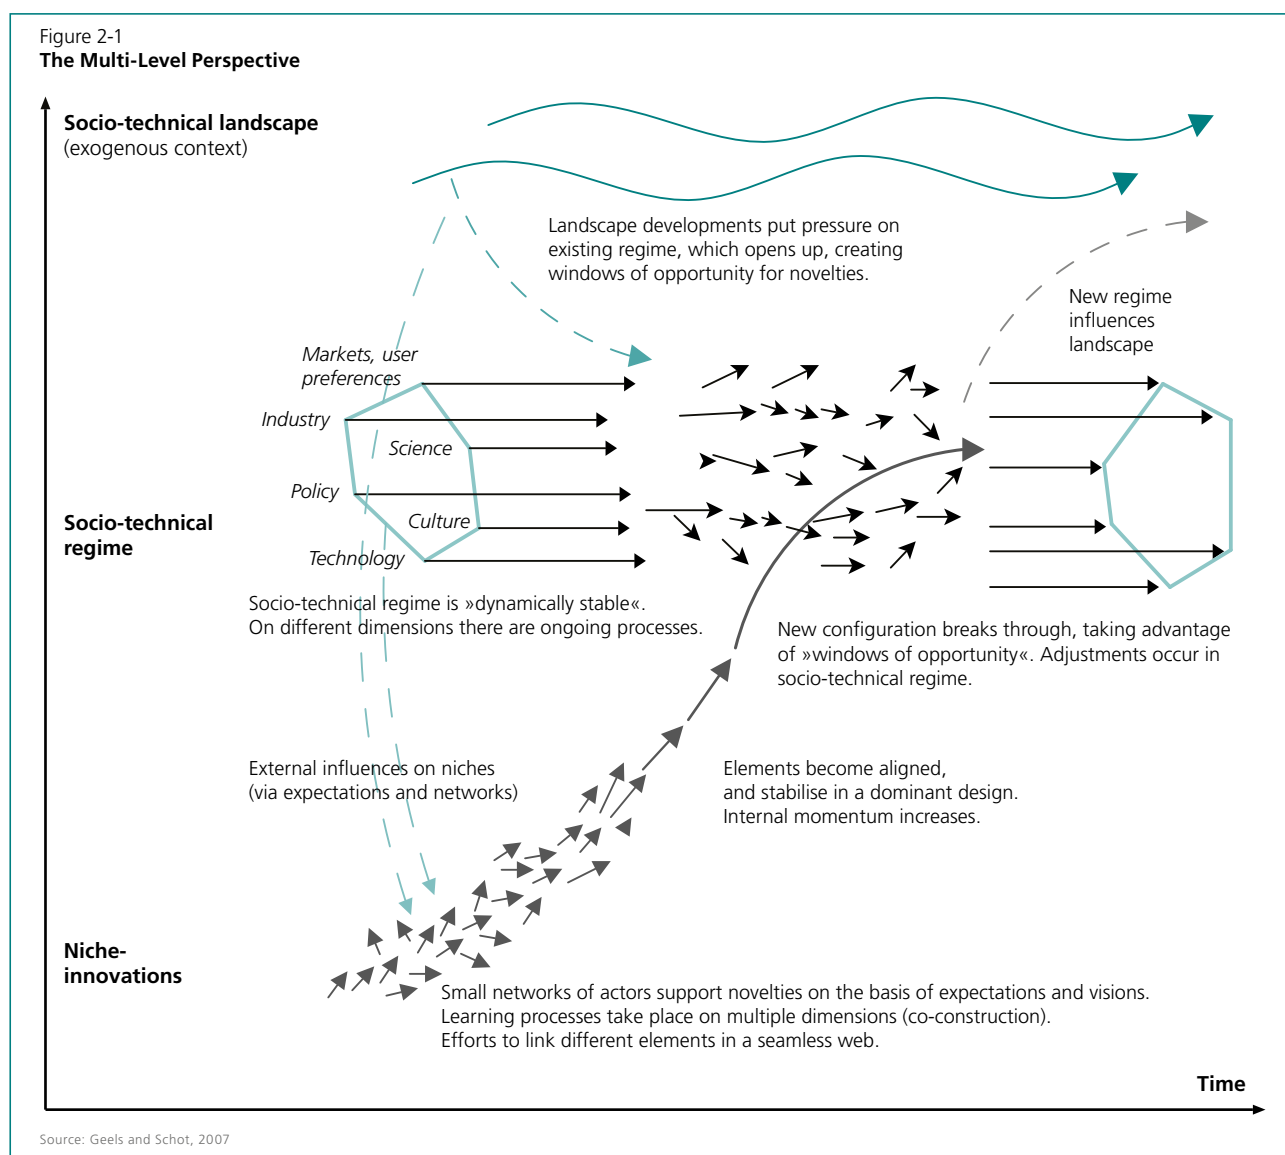 Figure 2-1
The Multi-Level Perspective
Socio-technical landscape
(exogenous context)
Landscape developments put pressure on
existing regime, which opens up, creating
windows of opportunity for novelties.
New regime
influences
landscape
Markets, user
preferences
Industry
Science
Policy
Culture
Technology
Socio-technical
regime
Socio-technical regime is »dynamically stable«.
On different dimensions there are ongoing processes.
New configuration breaks through, taking advantage
of »windows of opportunity«. Adjustments occur in
socio-technical regime.
External influences on niches
(via expectations and networks)
Elements become aligned,
and stabilise in a dominant design.
Internal momentum increases.
Niche-
innovations
Small networks of actors support novelties on the basis of expectations and visions.
Learning processes take place on multiple dimensions (co-construction).
Efforts to link different elements in a seamless web.
Time
Source: Geels and Schot, 2007